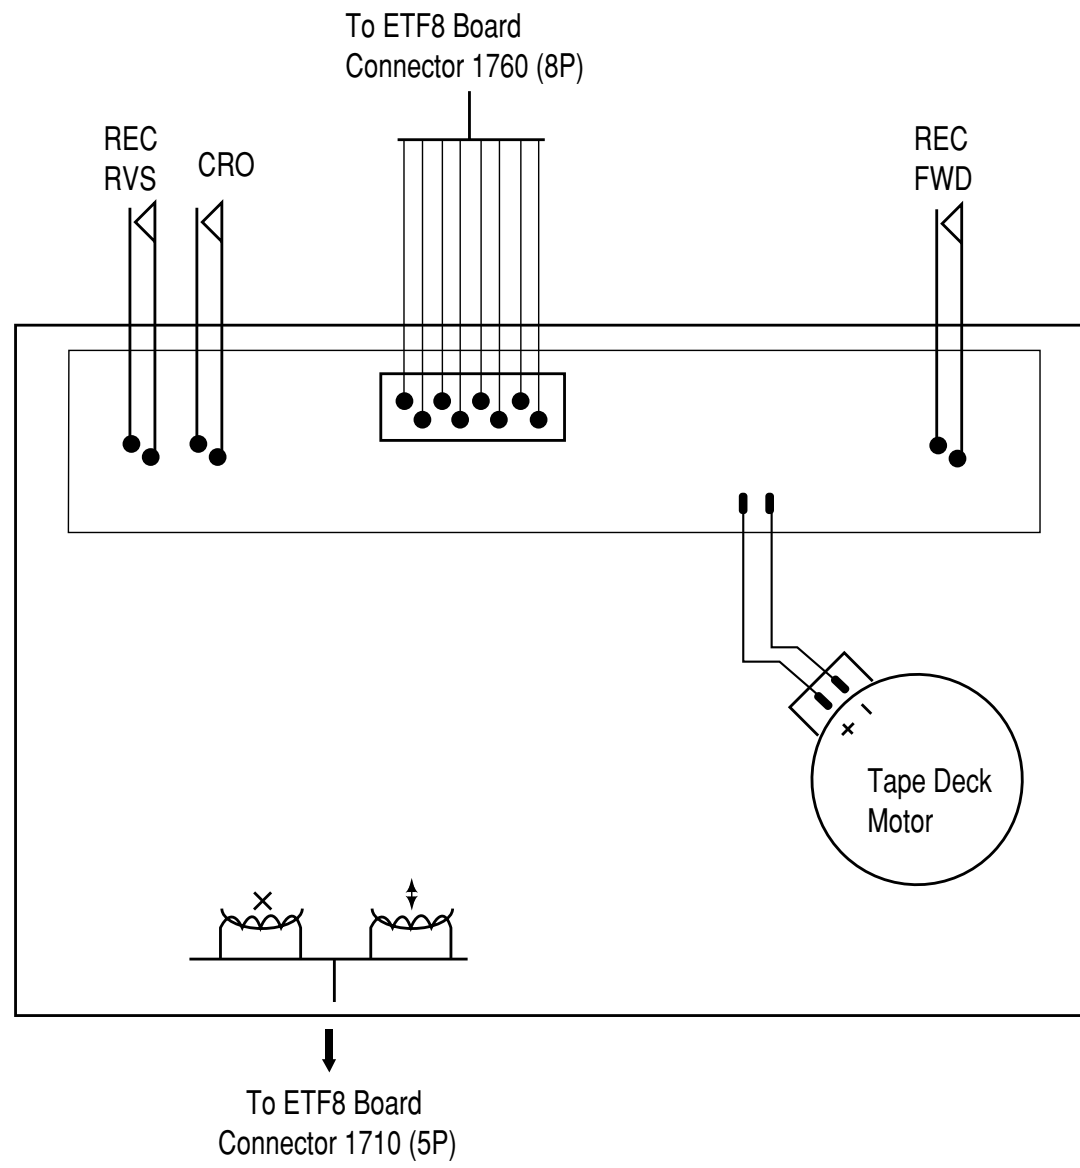 To ETF8 Board
Connector 1760 (8P)
REC
RVS
CRO
REC
FWD
+
–
Tape Deck
Motor
To ETF8 Board
Connector 1710 (5P)